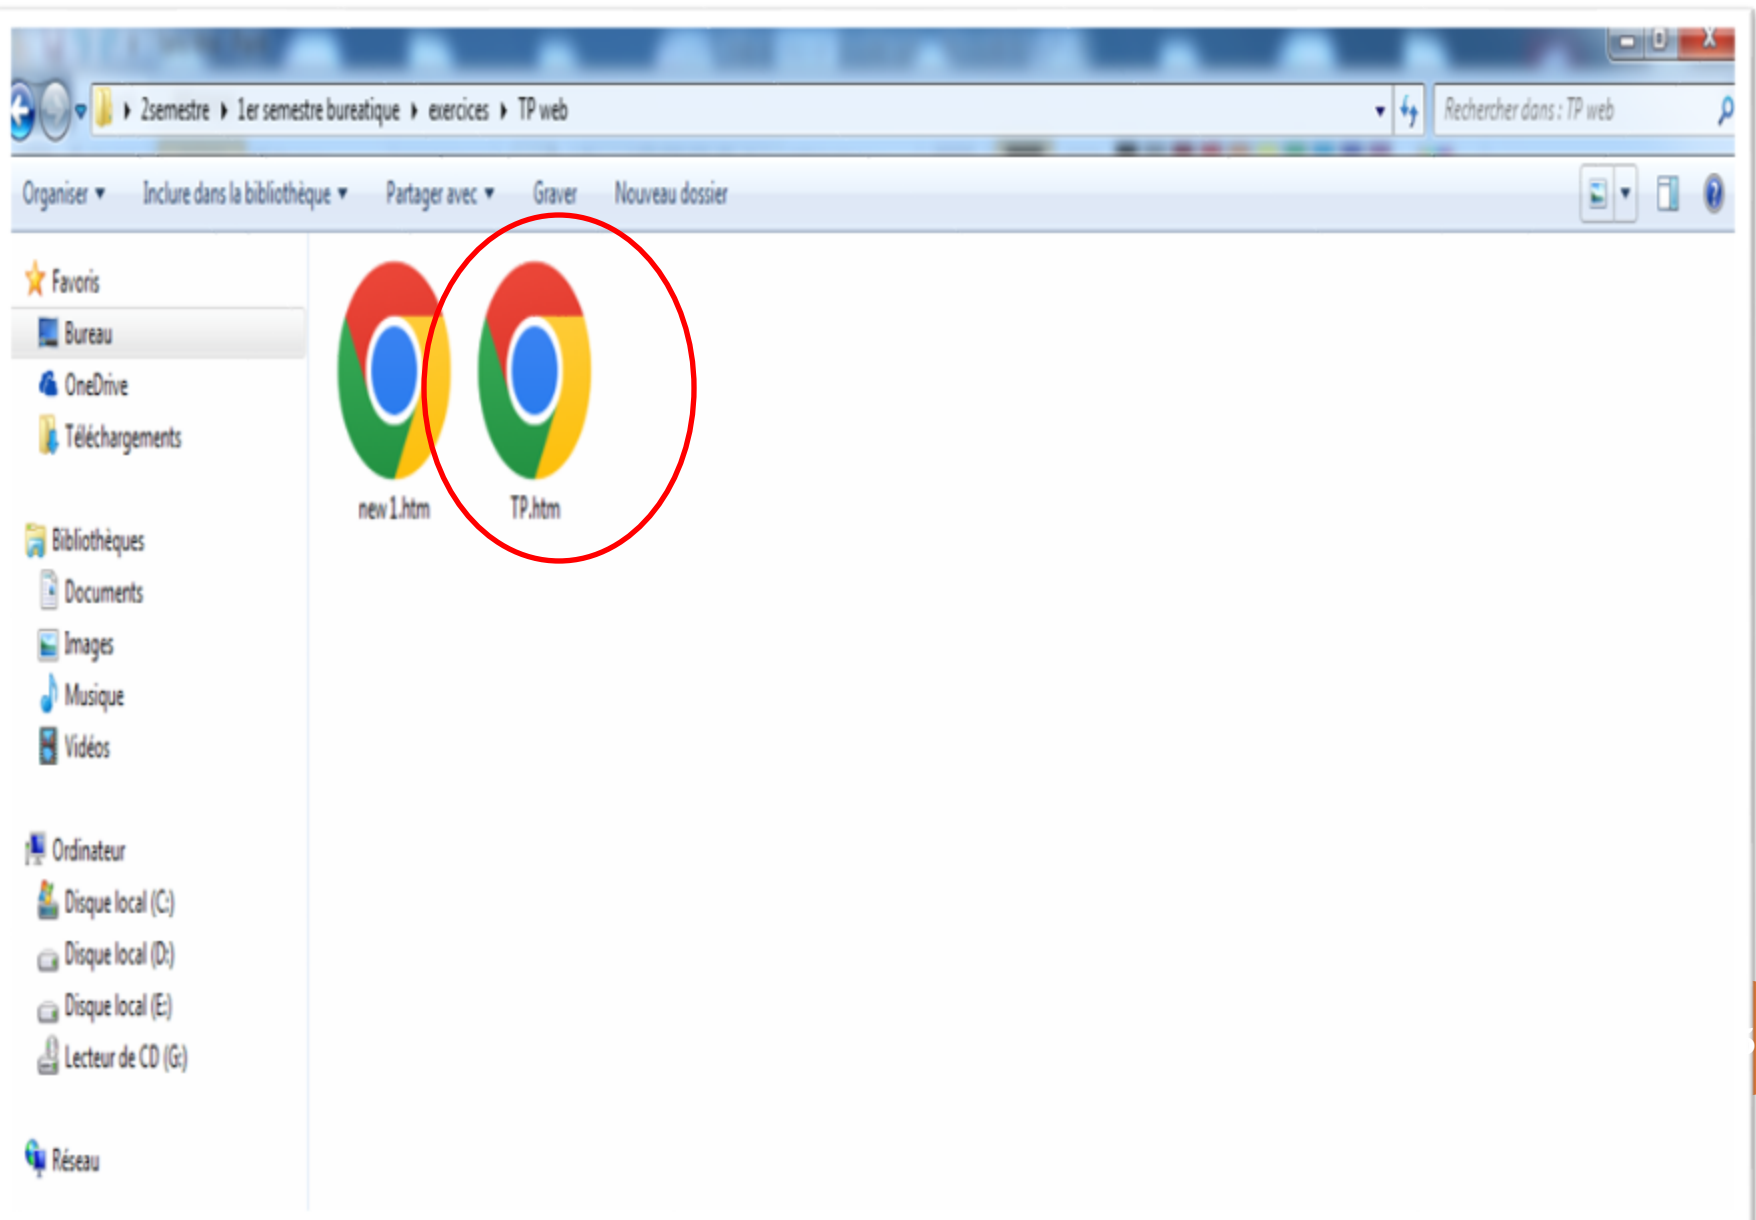 2semestre 1er semestre bureatique exercices TP web
Rechercher dans : TP web
Organiser Inclure dans la bibliothèque Partager avec Graver Nouveau dossier
Favoris
Bureau
OneDrive
Téléchargements
Bibliothèques
Documents
Images
Musique
Vidéos
Ordinateur
Disque local (C:)
Disque local (D:)
Disque local (E:)
Lecteur de CD (G:)
Réseau
new 1.htm
TP.htm